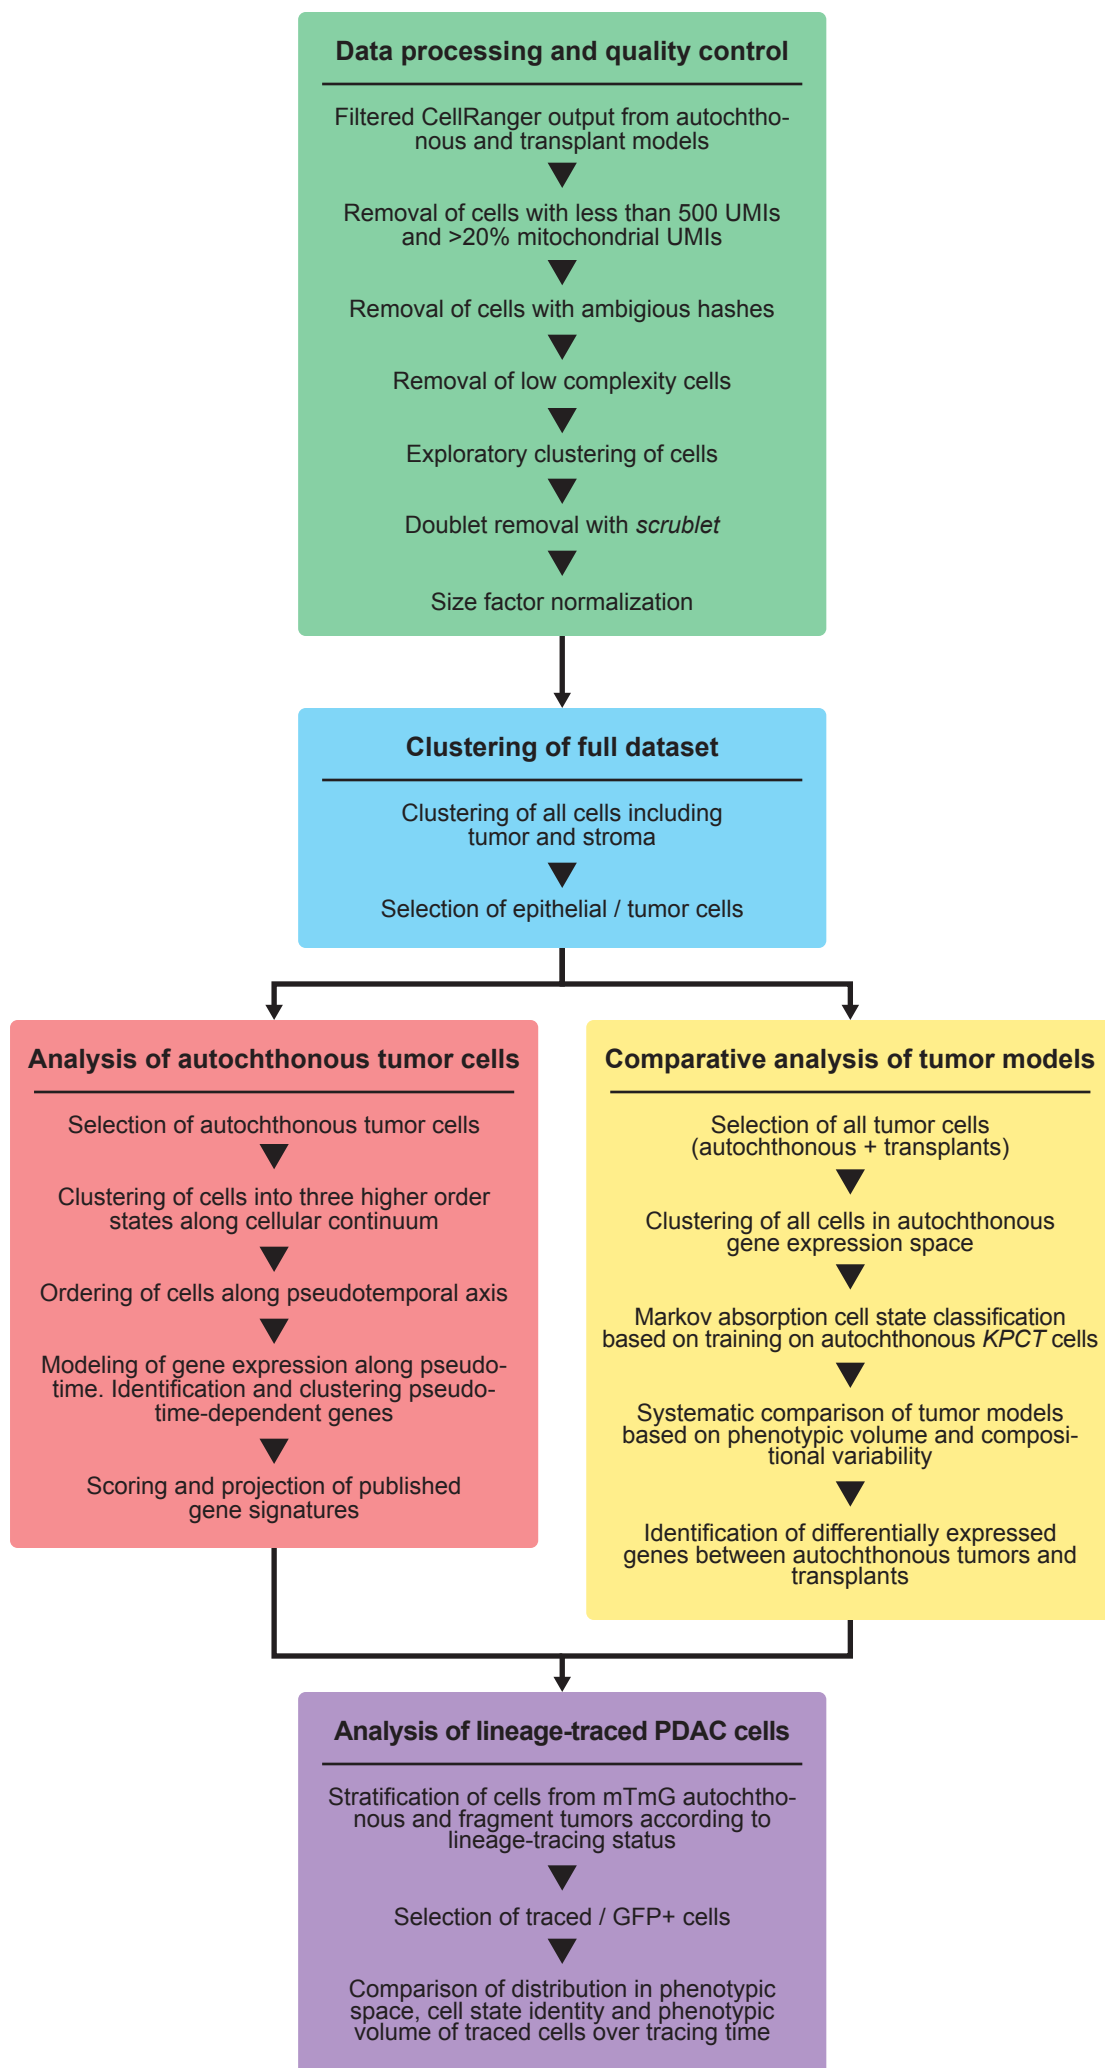 Data processing and quality control
Filtered CellRanger output from autochtho-
nous and transplant models
Removal of cells with less than 500 UMIs
and >20% mitochondrial UMIs
Removal of cells with ambigious hashes
Removal of low complexity cells
Exploratory clustering of cells
Doublet removal with scrublet
Size factor normalization
Clustering of full dataset
Clustering of all cells including
tumor and stroma
Selection of epithelial / tumor cells
Analysis of autochthonous tumor cells
Selection of autochthonous tumor cells
Clustering of cells into three higher order
states along cellular continuum
Ordering of cells along pseudotemporal axis
Modeling of gene expression along pseudo-
time. Identification and clustering pseudo-
time-dependent genes
Scoring and projection of published
gene signatures
Comparative analysis of tumor models
Selection of all tumor cells
(autochthonous + transplants)
Clustering of all cells in autochthonous
gene expression space
Markov absorption cell state classification
based on training on autochthonous KPCT cells
Systematic comparison of tumor models
based on phenotypic volume and composi-
tional variability
Identification of differentially expressed
genes between autochthonous tumors and
transplants
Analysis of lineage-traced PDAC cells
Stratification of cells from mTmG autochtho-
nous and fragment tumors according to
lineage-tracing status
Selection of traced / GFP+ cells
Comparison of distribution in phenotypic
space, cell state identity and phenotypic
volume of traced cells over tracing time